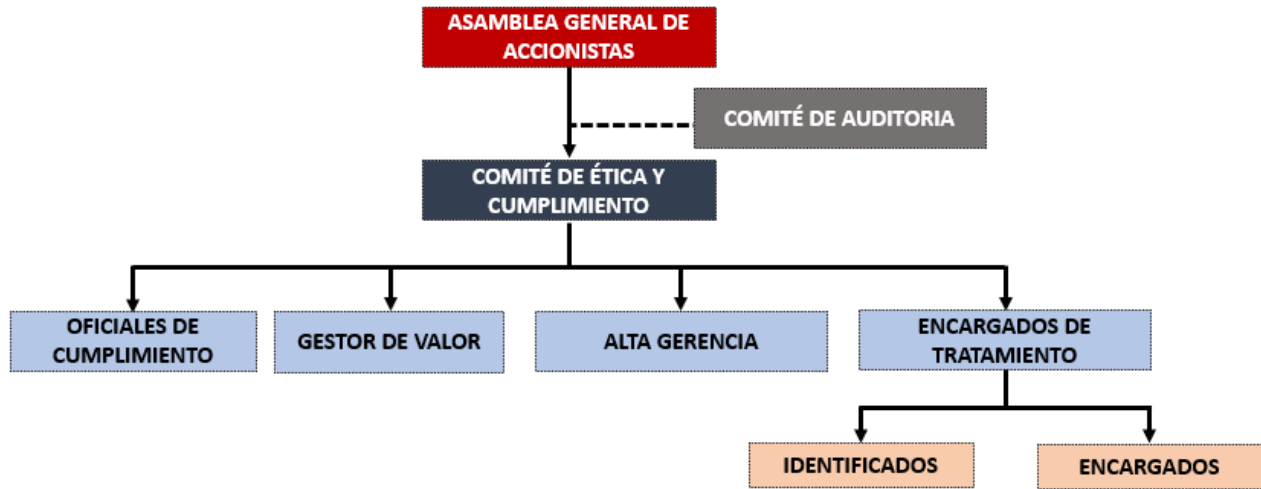 ASAMBLEA GENERAL DE
ACCIONISTAS
COMITÉ DE AUDITORIA
COMITÉ DE ÉTICA Y
CUMPLIMIENTO
OFICIALES DE
CUMPLIMIENTO
GESTOR DE VALOR
ALTA GERENCIA
ENCARGADOS DE
TRATAMIENTO
IDENTIFICADOS
ENCARGADOS